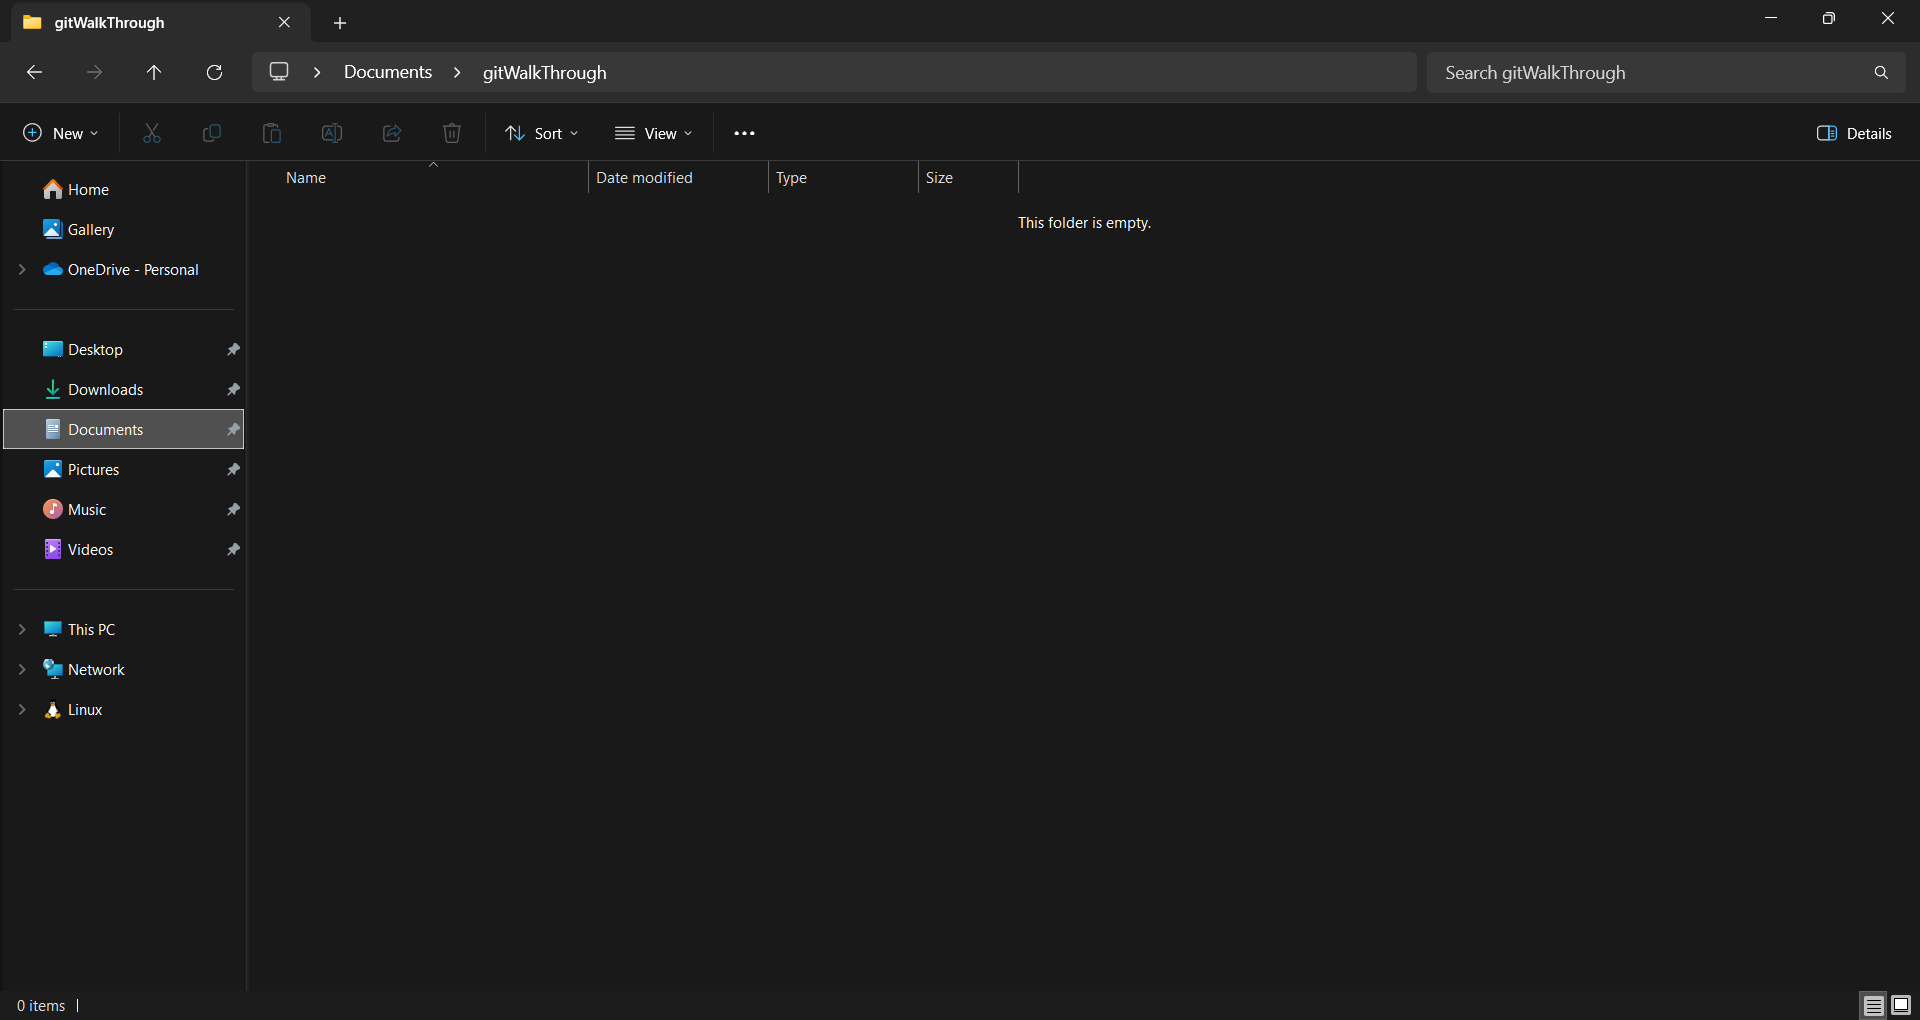 gitWalkThrough
Documents > gitWalkThrough
Search gitWalkThrough
New
Sort
View
Details
Name
Date modified
Type
Size
This folder is empty.
Home
Gallery
OneDrive - Personal
Desktop
Downloads
Documents
Pictures
Music
Videos
This PC
Network
Linux
0 items